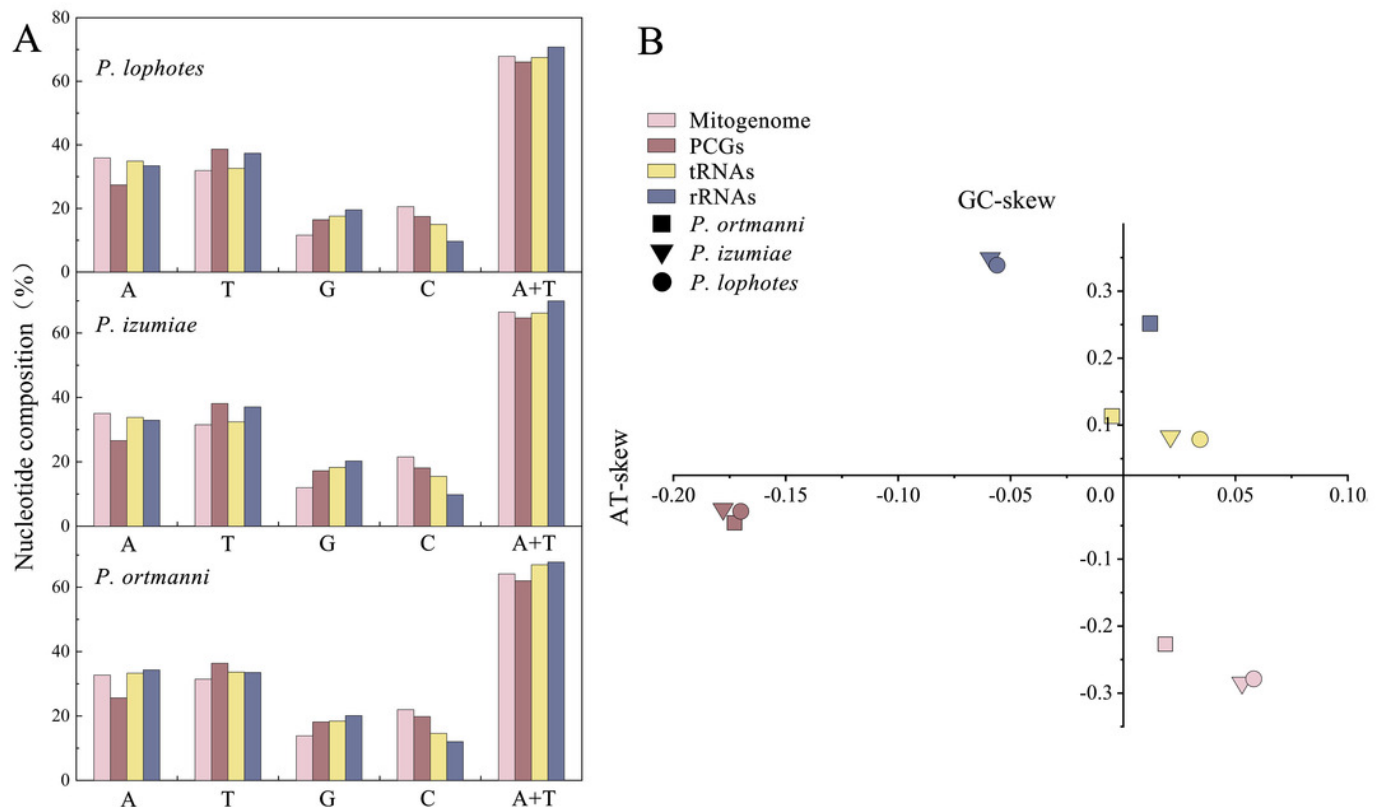 A
Nucleotide composition（%）
80
60
40
20
0
P. lophotes
A T G C A+T
60
40
20
0
P. izumiae
A T G C A+T
60
40
20
0
P. ortmanni
A T G C A+T
B
Mitogenome
PCGs
tRNAs
rRNAs
P. ortmanni
P. izumiae
P. lophotes
GC-skew
0.3
0.2
0.1
AT-skew
-0.20 -0.15 -0.10 -0.05 0.0 0.05 0.10
-0.1
-0.2
-0.3